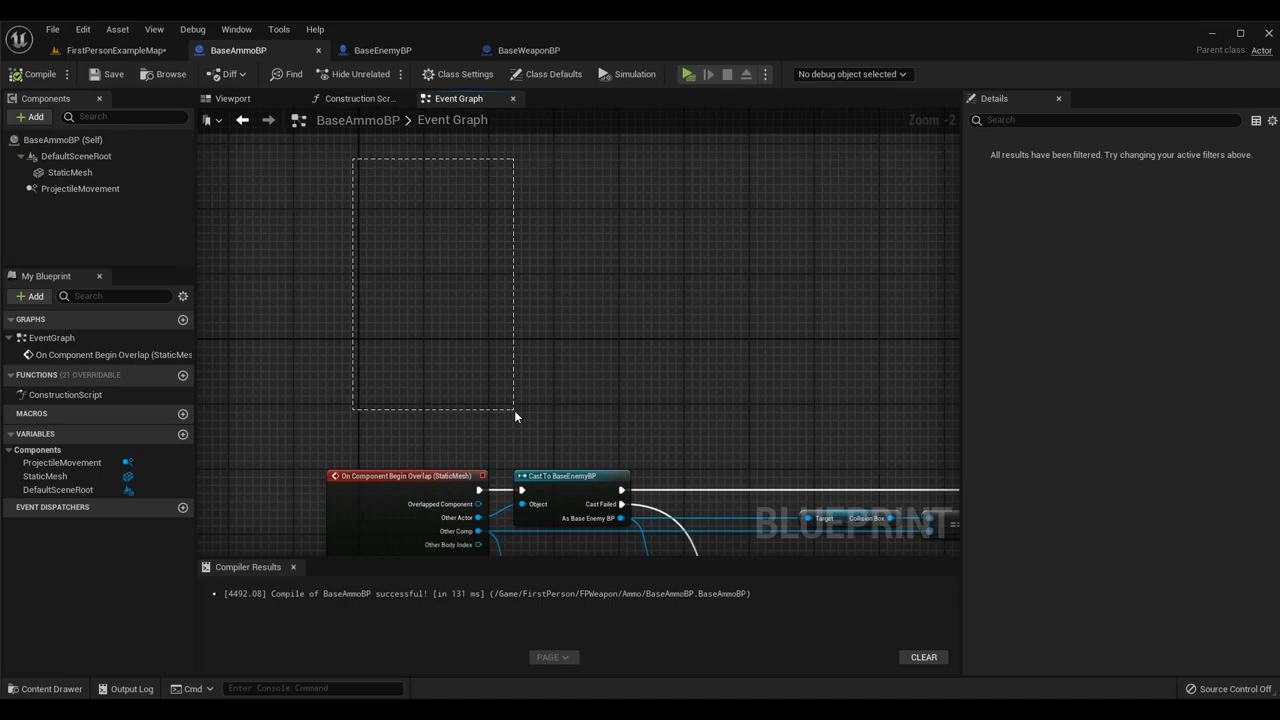 File Edit Asset View Debug Window Tools Help
FirstPersonExampleMap* BaseAmmoBP BaseEnemyBP BaseWeaponBP Parent class: Actor
Compile Save Browse Diff Find Hide Unrelated Class Settings Class Defaults Simulation No debug object selected
Components Viewport Construction Scr... Event Graph Details
Add Search BaseAmmoBP > Event Graph Zoom -2 Search
BaseAmmoBP (Self)
DefaultSceneRoot All results have been filtered. Try changing your active filters above.
StaticMesh
ProjectileMovement
My Blueprint
Add Search
GRAPHS
EventGraph
On Component Begin Overlap (StaticMes
FUNCTIONS (21 OVERRIDABLE
ConstructionScript
MACROS
VARIABLES
Components
ProjectileMovement
StaticMesh
DefaultSceneRoot
EVENT DISPATCHERS
On Component Begin Overlap (StaticMesh) Cast To BaseEnemyBP
Overlapped Component Object Cast Failed
Other Actor As Base Enemy BP Target Collision Box ==
Other Comp
Other Body Index
BLUEPRINT
Compiler Results
[4492.08] Compile of BaseAmmoBP successful! [in 131 ms] (/Game/FirstPerson/FPWeapon/Ammo/BaseAmmoBP.BaseAmmoBP)
PAGE CLEAR
Content Drawer Output Log Cmd Enter Console Command Source Control Off